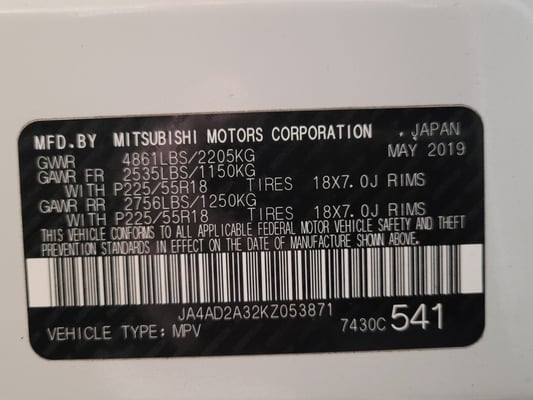 MFD.BY MITSUBISHI MOTORS CORPORATION . JAPAN
GVWR 4861LBS/2205KG MAY 2019
GAWR FR 2535LBS/1150KG
WITH P225/55R18 TIRES 18X7.0J RIMS
GAWR RR 2756LBS/1250KG
WITH P225/55R18 TIRES 18X7.0J RIMS
THIS VEHICLE CONFORMS TO ALL APPLICABLE FEDERAL MOTOR VEHICLE SAFETY AND THEFT
PREVENTION STANDARDS IN EFFECT ON THE DATE OF MANUFACTURE SHOWN ABOVE.
JA4AD2A32KZ053871
VEHICLE TYPE: MPV 7430C 541